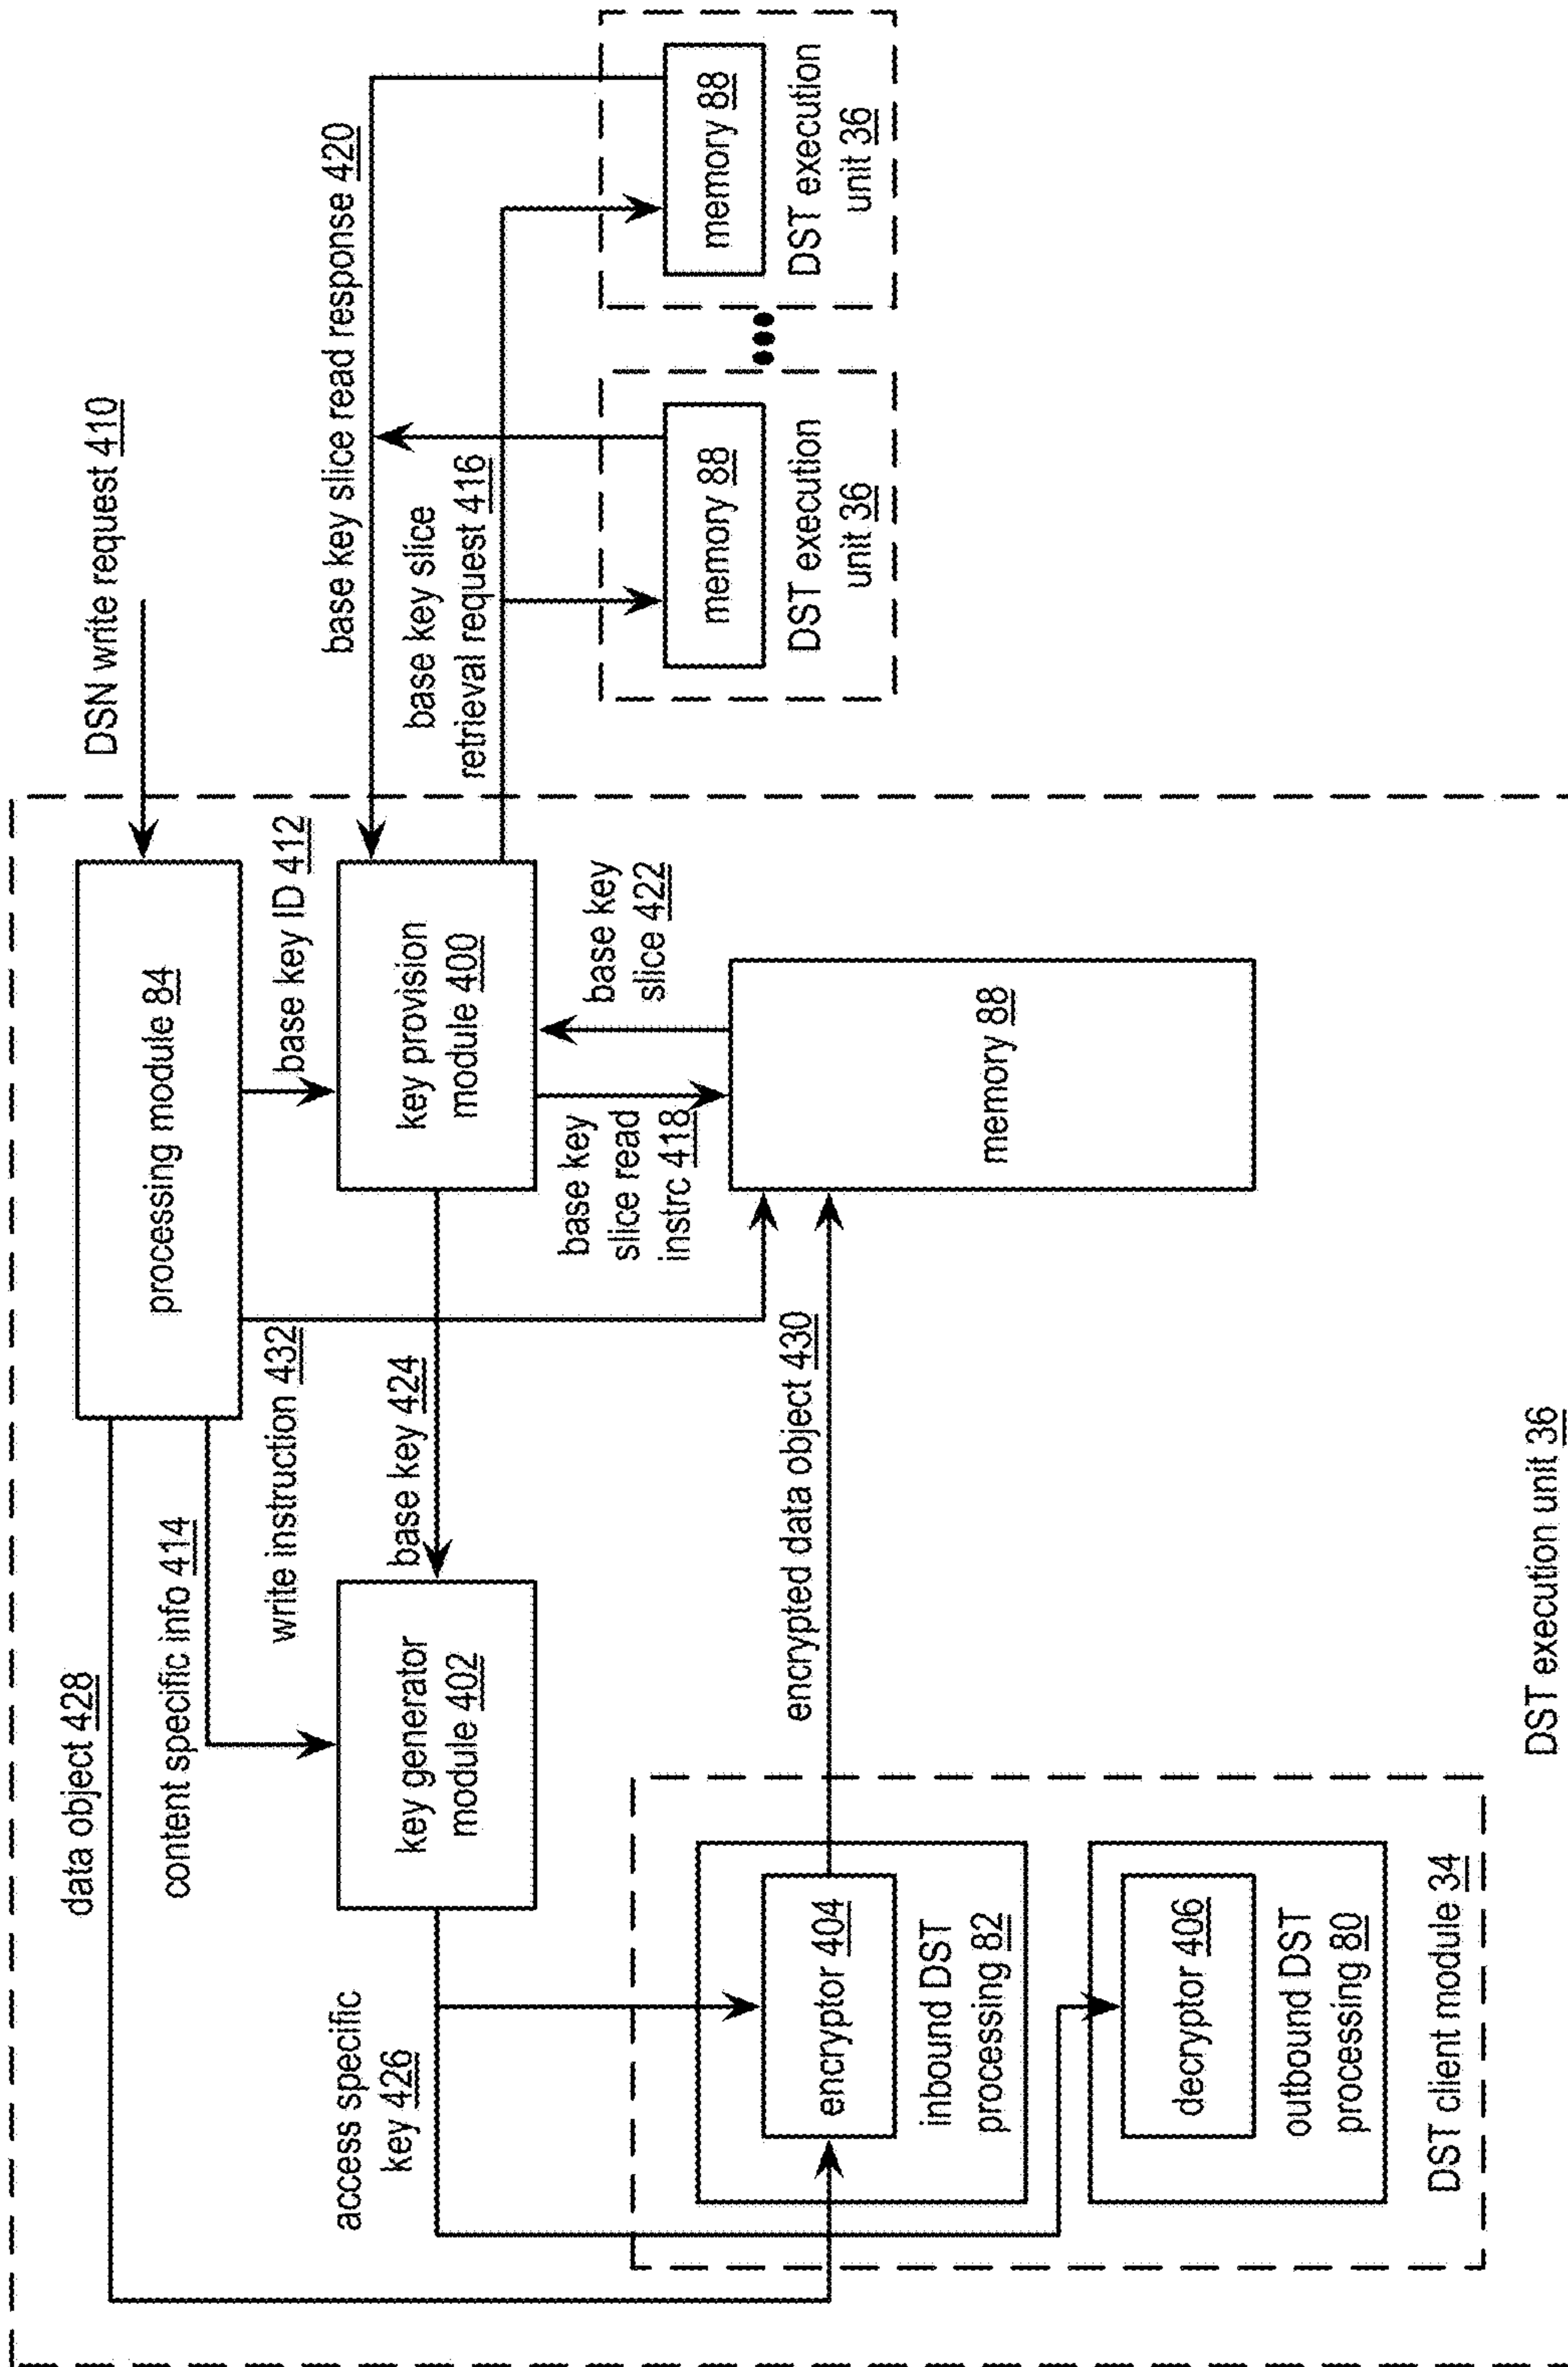 DSN write request 410
processing module 84
data object 428
content specific info 414
write instruction 432
base key ID 412
base key slice read response 420
base key slice
retrieval request 416
key provision
module 400
base key 424
key generator
module 402
access specific
key 426
base key
slice 422
base key
slice read
instrc 418
memory 88
memory 88
DST execution
unit 36
memory 88
DST execution
unit 36
encrypted data object 430
encryptor 404
inbound DST
processing 82
decryptor 406
outbound DST
processing 80
DST client module 34
DST execution unit 36